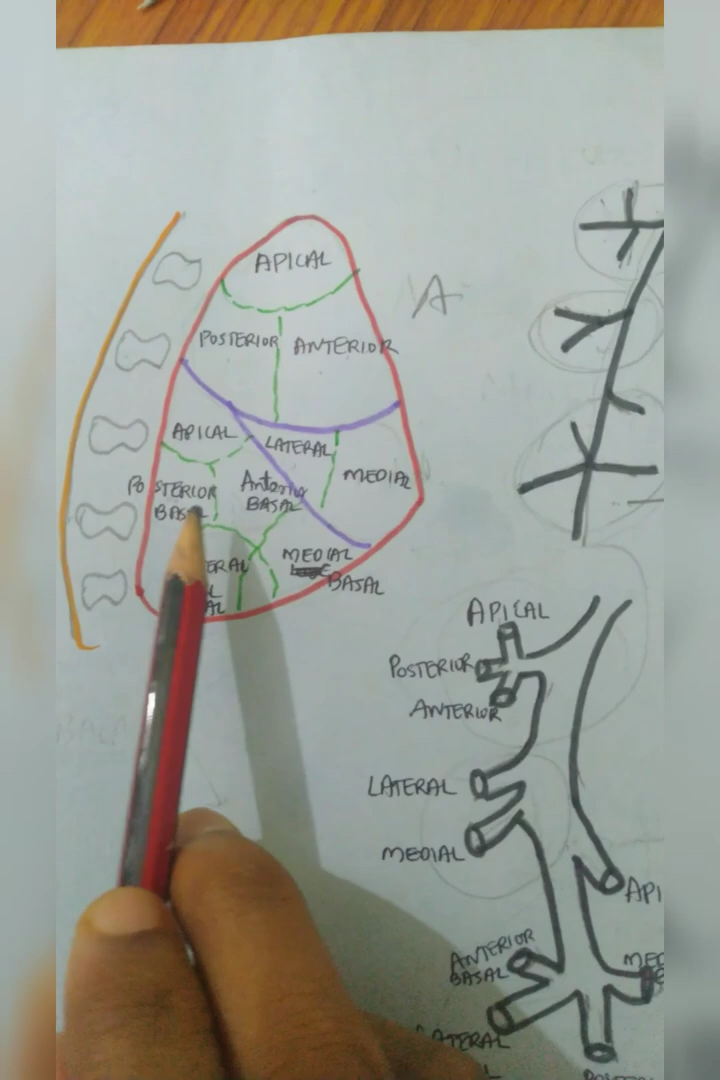 APICAL
POSTERIOR
ANTERIOR
APICAL
LATERAL
MEDIAL
POSTERIOR
BASAL
Anterior
BASAL
MEDIAL
BASAL
A
APICAL
POSTERIOR
ANTERIOR
LATERAL
MEDIAL
ANTERIOR
BASAL